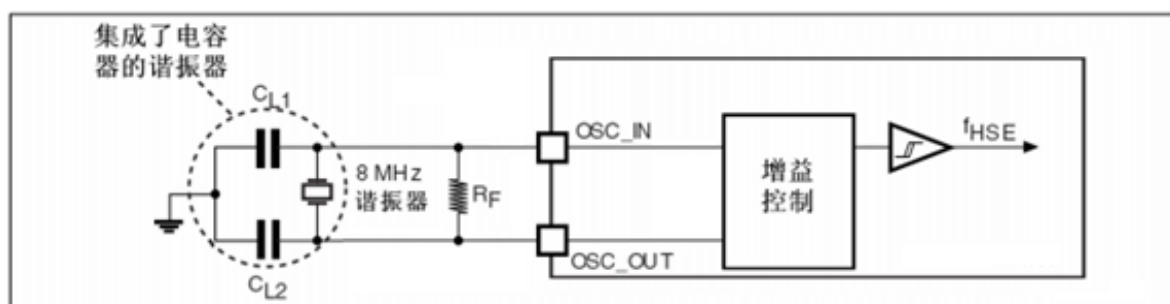 集成了电容
器的谐振器
CL1
8 MHz
谐振器
RF
CL2
OSC_IN
OSC_OUT
增益
控制
fHSE